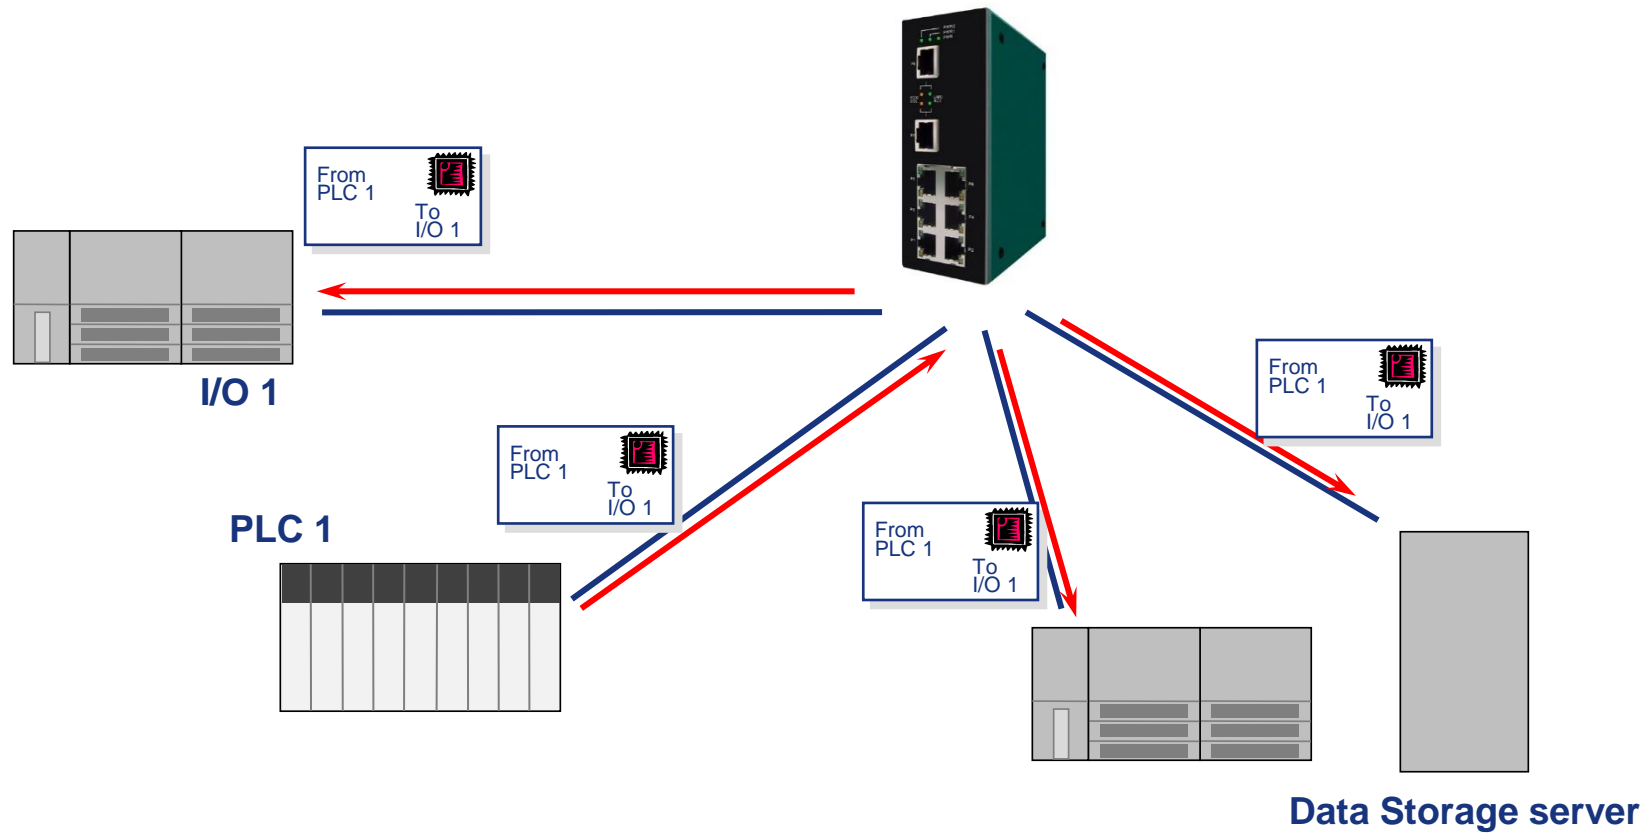 From
PLC 1
To
I/O 1
I/O 1
From
PLC 1
To
I/O 1
From
PLC 1
To
I/O 1
PLC 1
From
PLC 1
To
I/O 1
Data Storage server